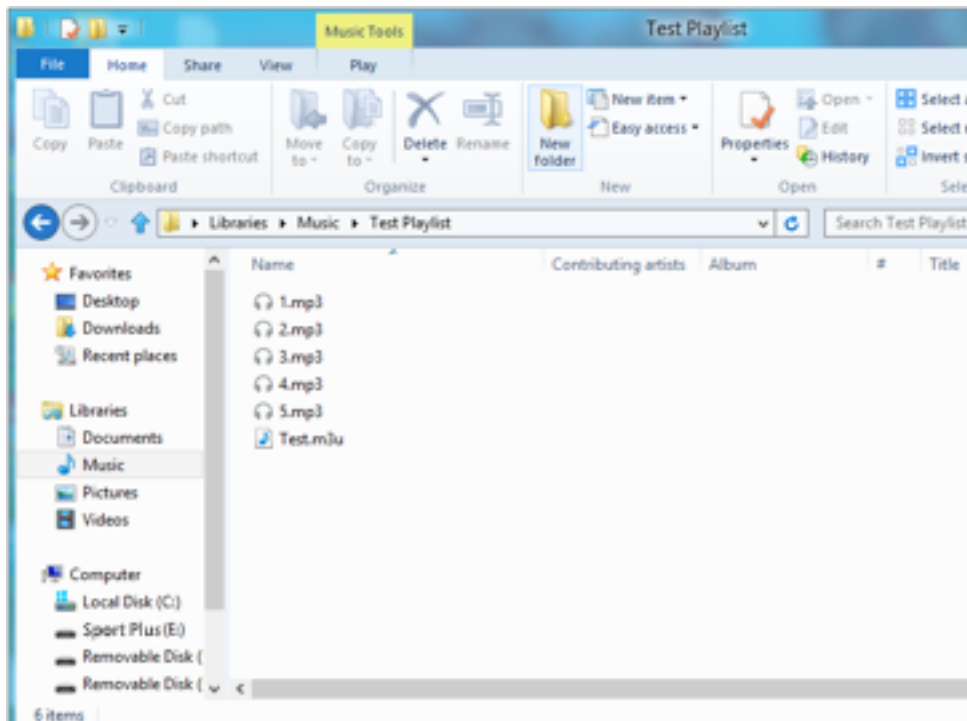 Music Tools
Test Playlist
File Home Share View Play
Copy
Paste
Cut
Copy path
Paste shortcut
Clipboard
Move to
Copy to
Delete
Rename
Organize
New folder
New item
Easy access
New
Properties
Open
Edit
History
Open
Select
Select
Invert
Libraries Music Test Playlist
Search Test Playlist
Name Contributing artists Album # Title
Favorites
Desktop
Downloads
Recent places
Libraries
Documents
Music
Pictures
Videos
Computer
Local Disk (C:)
Sport Plus (E:)
Removable Disk (
Removable Disk (
1.mp3
2.mp3
3.mp3
4.mp3
5.mp3
Test.m3u
6 items